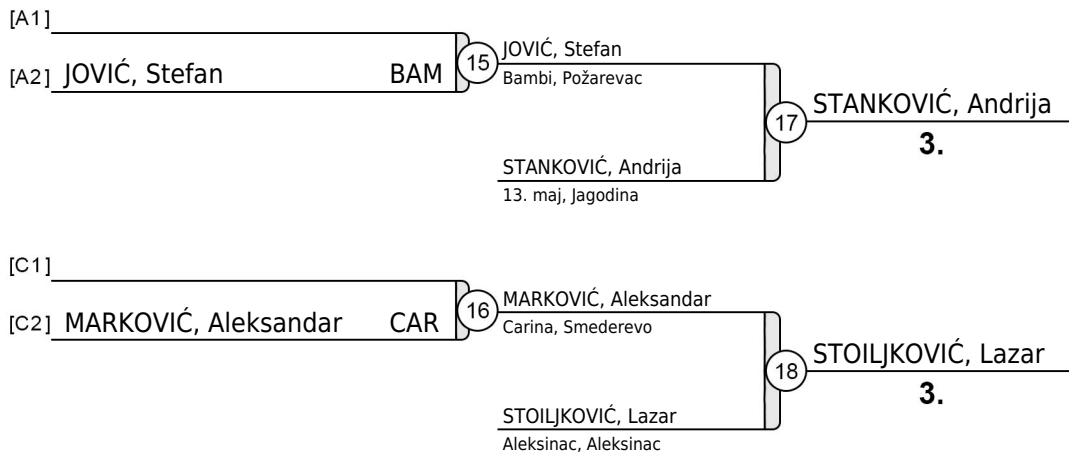 [A1]
[A2] JOVIĆ, Stefan BAM
15
JOVIĆ, Stefan
Bambi, Požarevac
17
STANKOVIĆ, Andrija
3.
STANKOVIĆ, Andrija
13. maj, Jagodina
[C1]
[C2] MARKOVIĆ, Aleksandar CAR
16
MARKOVIĆ, Aleksandar
Carina, Smederevo
18
STOILJKOVIĆ, Lazar
3.
STOILJKOVIĆ, Lazar
Aleksinac, Aleksinac